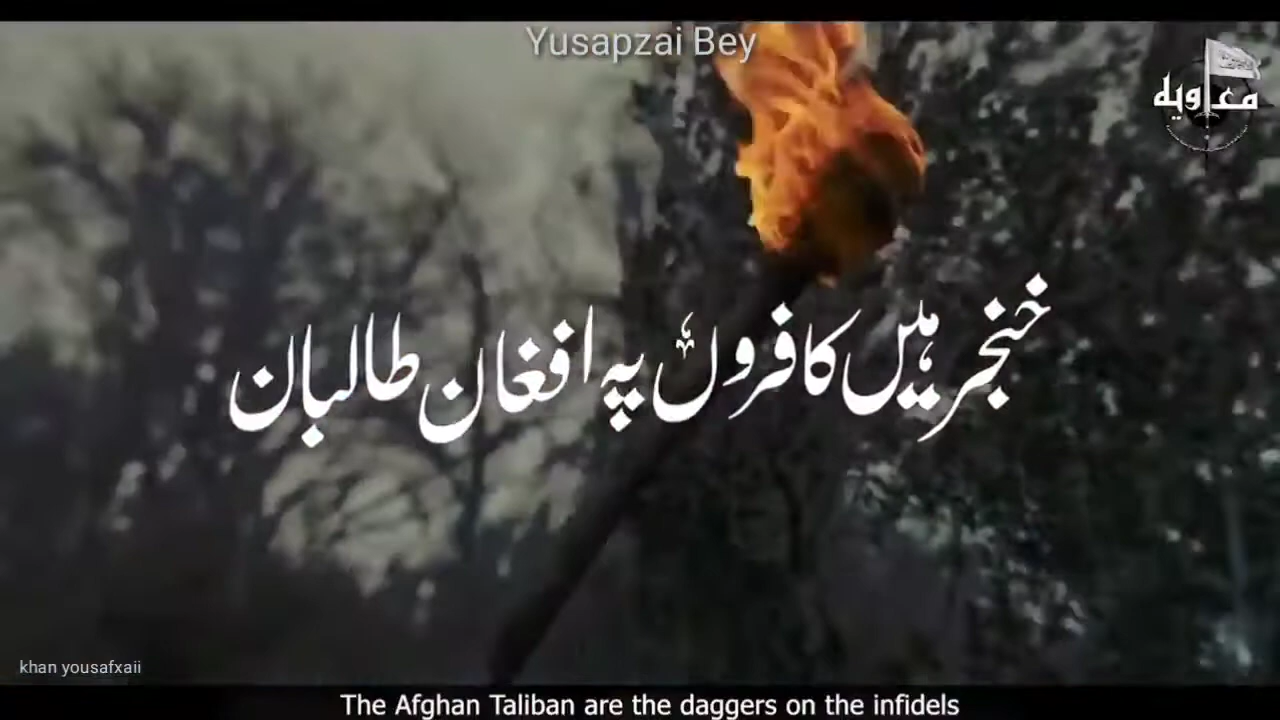 Yusapzai Bey
معاویہ
خنجر ہیں کافروں پہ افغان طالبان
khan yousafxaii
The Afghan Taliban are the daggers on the infidels